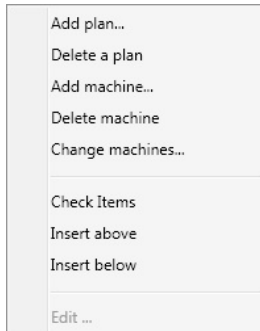 Add plan...
Delete a plan
Add machine...
Delete machine
Change machines...
Check Items
Insert above
Insert below
Edit ...